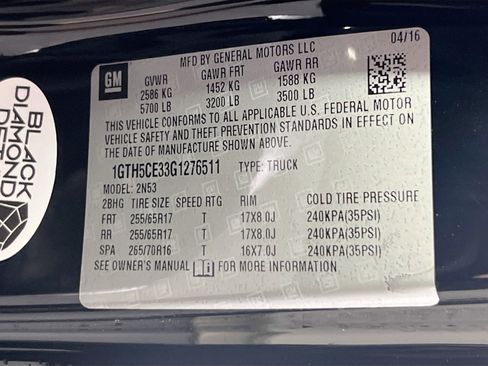 04/16
MFD BY GENERAL MOTORS LLC
GM
GVWR GAWR FRT GAWR RR
2586 KG 1452 KG 1588 KG
5700 LB 3200 LB 3500 LB
THIS VEHICLE CONFORMS TO ALL APPLICABLE U.S. FEDERAL MOTOR
VEHICLE SAFETY AND THEFT PREVENTION STANDARDS IN EFFECT ON
THE DATE OF MANUFACTURE SHOWN ABOVE.
1GTH5CE33G1276511 TYPE: TRUCK
MODEL: 2N53
2BHG TIRE SIZE SPEED RTG RIM COLD TIRE PRESSURE
FRT 255/65R17 T 17X8.0J 240KPA(35PSI)
RR 255/65R17 T 17X8.0J 240KPA(35PSI)
SPA 265/70R16 T 16X7.0J 240KPA(35PSI)
SEE OWNER'S MANUAL FOR MORE INFORMATION.
BLACK
DIAMOND